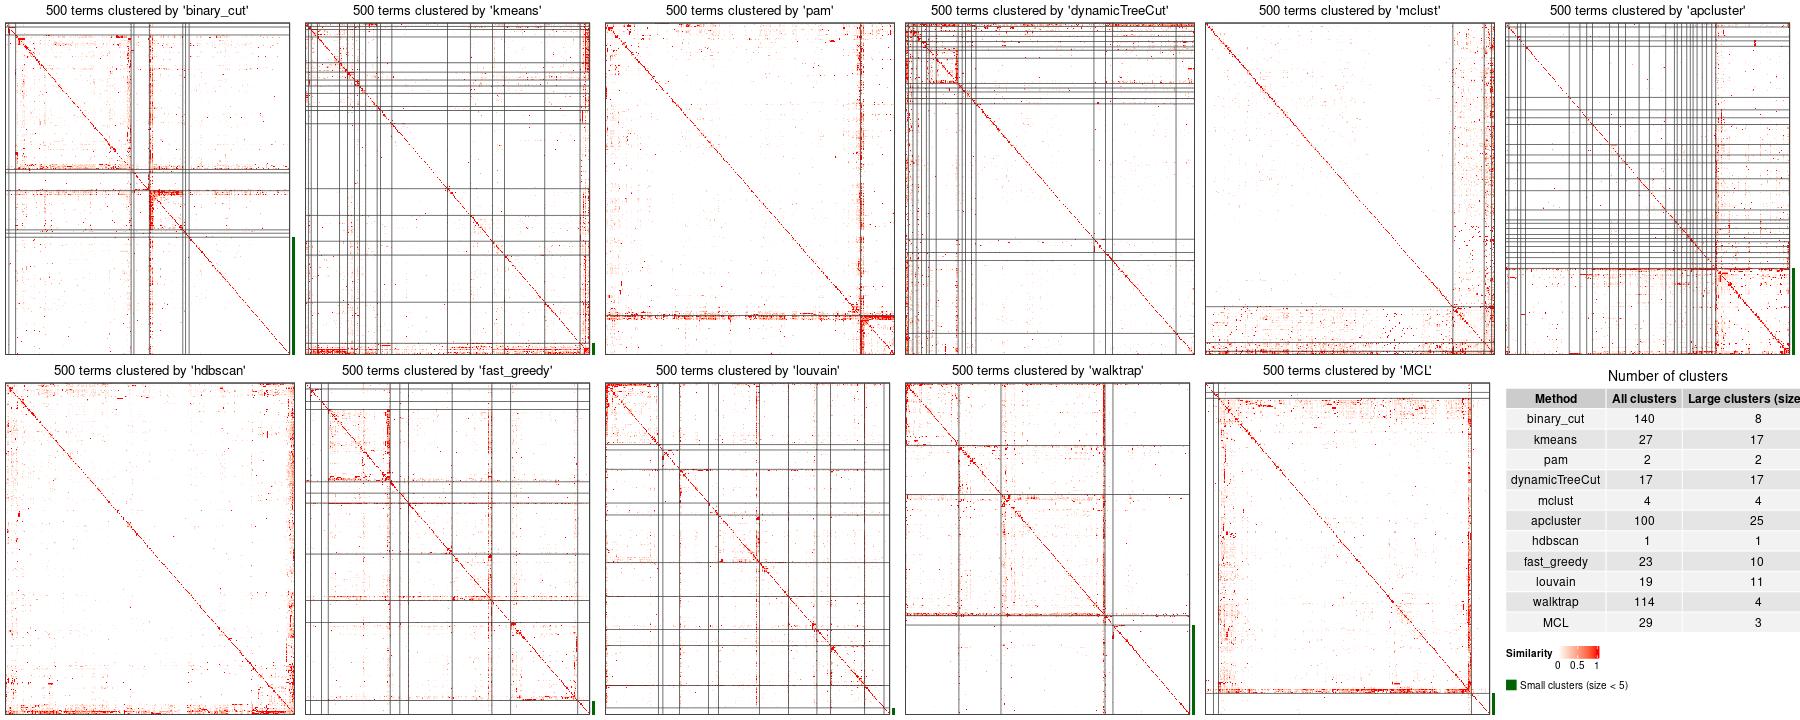 500 terms clustered by 'binary_cut'
500 terms clustered by 'kmeans'
500 terms clustered by 'pam'
500 terms clustered by 'dynamicTreeCut'
500 terms clustered by 'mclust'
500 terms clustered by 'apcluster'
500 terms clustered by 'hdbscan'
500 terms clustered by 'fast_greedy'
500 terms clustered by 'louvain'
500 terms clustered by 'walktrap'
500 terms clustered by 'MCL'
Number of clusters
Method All clusters Large clusters (size
binary_cut 140 8
kmeans 27 17
pam 2 2
dynamicTreeCut 17 17
mclust 4 4
apcluster 100 25
hdbscan 1 1
fast_greedy 23 10
louvain 19 11
walktrap 114 4
MCL 29 3
Similarity
0 0.5 1
Small clusters (size < 5)